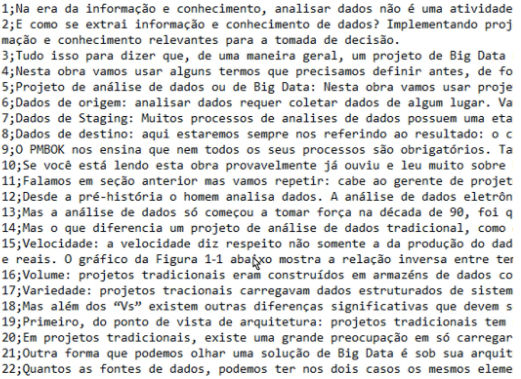 1;Na era da informação e conhecimento, analisar dados não é uma atividade
2;E como se extrai informação e conhecimento de dados? Implementando proj
mação e conhecimento relevantes para a tomada de decisão.
3;Tudo isso para dizer que, de uma maneira geral, um projeto de Big Data
4;Nesta obra vamos usar alguns termos que precisamos definir antes, de fo
5;Projeto de análise de dados ou de Big Data: Nesta obra vamos usar proje
6;Dados de origem: analisar dados requer coletar dados de algum lugar. Va
7;Dados de Staging: Muitos processos de analises de dados possuem uma eta
8;Dados de destino: aqui estaremos sempre nos referindo ao resultado: o c
9;O PMBOK nos ensina que nem todos os seus processos são obrigatórios. Ta
10;Se você está lendo esta obra provavelmente já ouviu e leu muito sobre
11;Falamos em seção anterior mas vamos repetir: cabe ao gerente de projet
12;Desde a pré-história o homem analisa dados. A análise de dados eletrôn
13;Mas a análise de dados só começou a tomar força na década de 90, foi q
14;Mas o que diferencia um projeto de análise de dados tradicional, como
15;Velocidade: a velocidade diz respeito não somente a da produção do dad
e reais. O gráfico da Figura 1-1 abaixo mostra a relação inversa entre te
16;Volume: projetos tradicionais eram construídos em armazéns de dados co
17;Variedade: projetos tracionais carregavam dados estruturados de sistem
18;Mas além dos “Vs” existem outras diferenças significativas que devem s
19;Primeiro, do ponto de vista de arquitetura: projetos tradicionais tem
20;Em projetos tradicionais, existe uma grande preocupação em só carregar
21;Outra forma que podemos olhar uma solução de Big Data é sob sua arquit
22;Quantas as fontes de dados, podemos ter nos dois casos os mesmos eleme